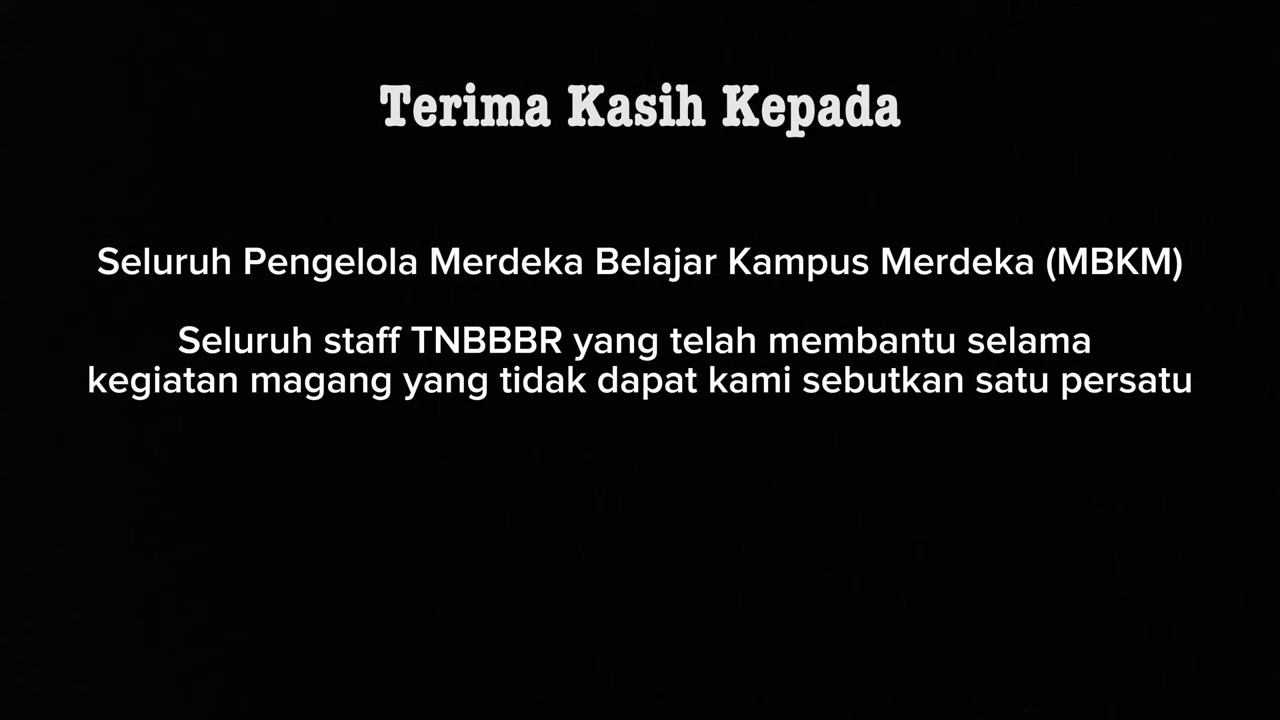 Terima Kasih Kepada
Seluruh Pengelola Merdeka Belajar Kampus Merdeka (MBKM)
Seluruh staff TNBBBR yang telah membantu selama
kegiatan magang yang tidak dapat kami sebutkan satu persatu